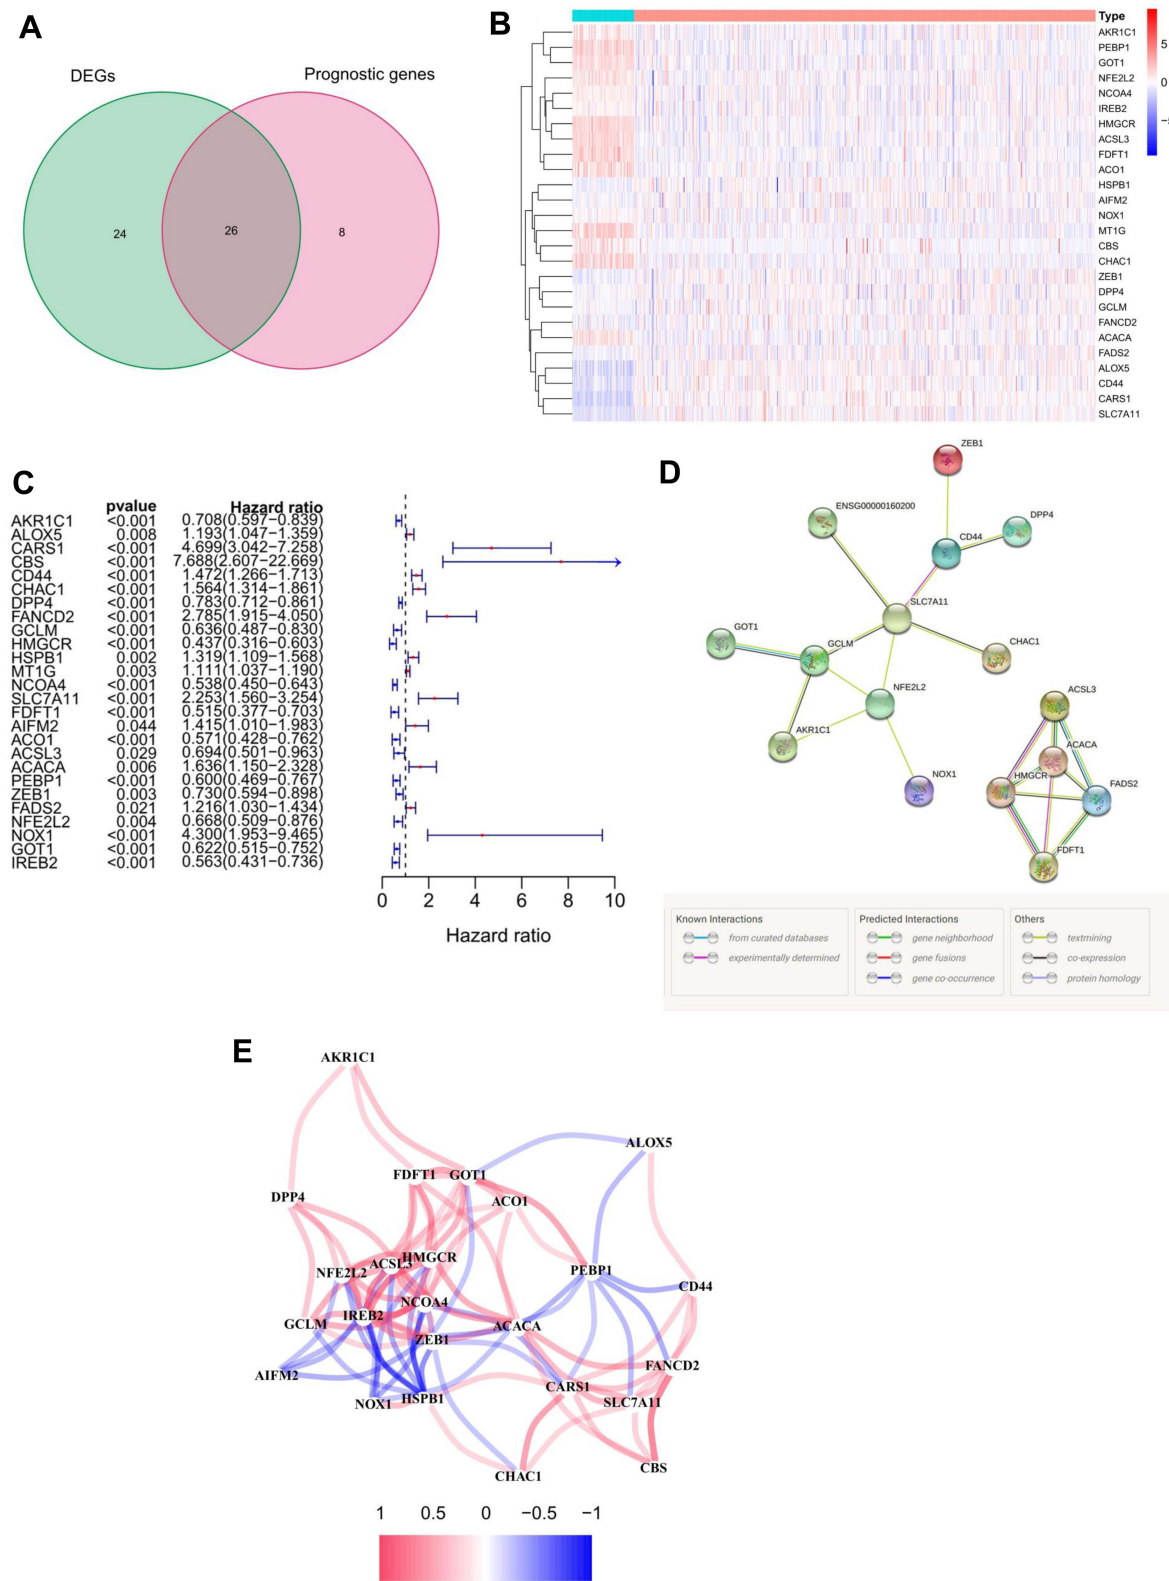 A
DEGs
Prognostic genes
24
26
8
B
Type
AKR1C1
PEBP1
GOT1
NFE2L2
NCOA4
IREB2
HMGCR
ACSL3
FDFT1
ACO1
HSPB1
AIFM2
NOX1
MT1G
CBS
CHAC1
ZEB1
DPP4
GCLM
FANCD2
ACACA
FADS2
ALOX5
CD44
CARS1
SLC7A11
5
0
−5
C
pvalue Hazard ratio
AKR1C1 <0.001 0.708(0.597−0.839)
ALOX5 0.008 1.193(1.047−1.359)
CARS1 <0.001 4.699(3.042−7.258)
CBS <0.001 7.688(2.607−22.669)
CD44 <0.001 1.472(1.266−1.713)
CHAC1 <0.001 1.564(1.314−1.861)
DPP4 <0.001 0.783(0.712−0.861)
FANCD2 <0.001 2.785(1.915−4.050)
GCLM <0.001 0.636(0.487−0.830)
HMGCR <0.001 0.437(0.316−0.603)
HSPB1 0.002 1.319(1.109−1.568)
MT1G 0.003 1.111(1.037−1.190)
NCOA4 <0.001 0.538(0.450−0.643)
SLC7A11 <0.001 2.253(1.560−3.254)
FDFT1 <0.001 0.515(0.377−0.703)
AIFM2 0.044 1.415(1.010−1.983)
ACO1 <0.001 0.571(0.428−0.762)
ACSL3 0.029 0.694(0.501−0.963)
ACACA 0.006 1.636(1.150−2.328)
PEBP1 <0.001 0.600(0.469−0.767)
ZEB1 0.003 0.730(0.594−0.898)
FADS2 0.021 1.216(1.030−1.434)
NFE2L2 0.004 0.668(0.509−0.876)
NOX1 <0.001 4.300(1.953−9.465)
GOT1 <0.001 0.622(0.515−0.752)
IREB2 <0.001 0.563(0.431−0.736)
0 2 4 6 8 10
Hazard ratio
D
ZEB1
ENSG00000160200
DPP4
CD44
SLC7A11
GOT1
GCLM
CHAC1
NFE2L2
AKR1C1
NOX1
ACSL3
ACACA
HMGCR
FADS2
FDFT1
Known Interactions
from curated databases
experimentally determined
Predicted Interactions
gene neighborhood
gene fusions
gene co-occurrence
Others
textmining
co-expression
protein homology
E
AKR1C1
ALOX5
FDFT1
GOT1
DPP4
ACO1
HMGCR
ACSL3
NFE2L2
PEBP1
CD44
NCOA4
IREB2
GCLM
ACACA
ZEB1
FANCD2
AIFM2
CARS1
NOX1
HSPB1
SLC7A11
CHAC1
CBS
1 0.5 0 −0.5 −1